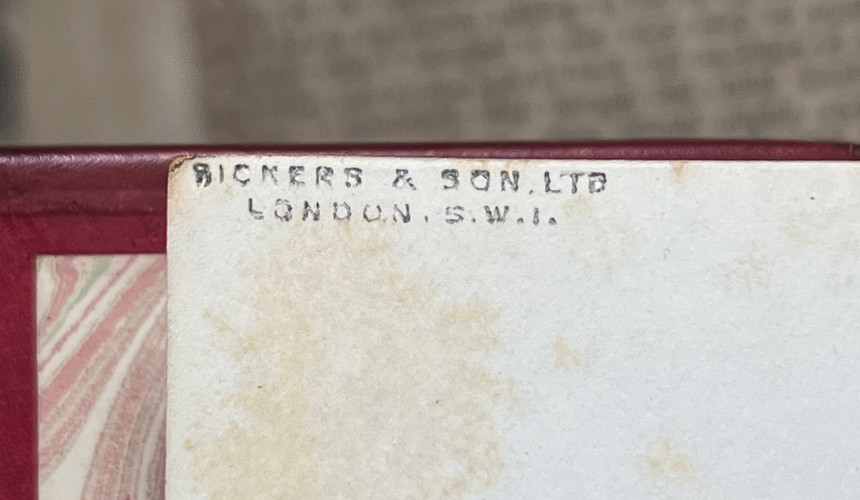 BICKERS & SON, LTD
LONDON. S.W.1.